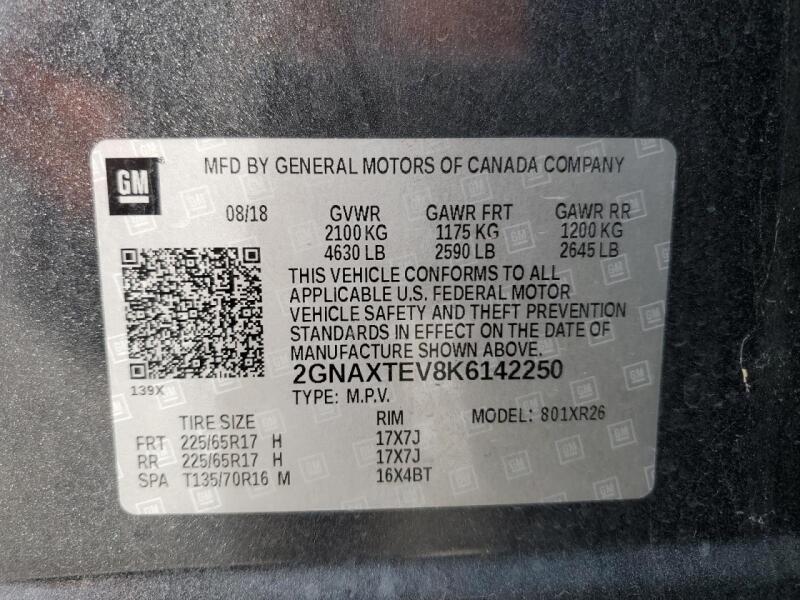 GM
MFD BY GENERAL MOTORS OF CANADA COMPANY
08/18 GVWR GAWR FRT GAWR RR
2100 KG 1175 KG 1200 KG
4630 LB 2590 LB 2645 LB
THIS VEHICLE CONFORMS TO ALL
APPLICABLE U.S. FEDERAL MOTOR
VEHICLE SAFETY AND THEFT PREVENTION
STANDARDS IN EFFECT ON THE DATE OF
MANUFACTURE SHOWN ABOVE.
2GNAXTEV8K6142250
139X
TYPE: M.P.V.
MODEL: 801XR26
TIRE SIZE RIM
FRT 225/65R17 H 17X7J
RR 225/65R17 H 17X7J
SPA T135/70R16 M 16X4BT